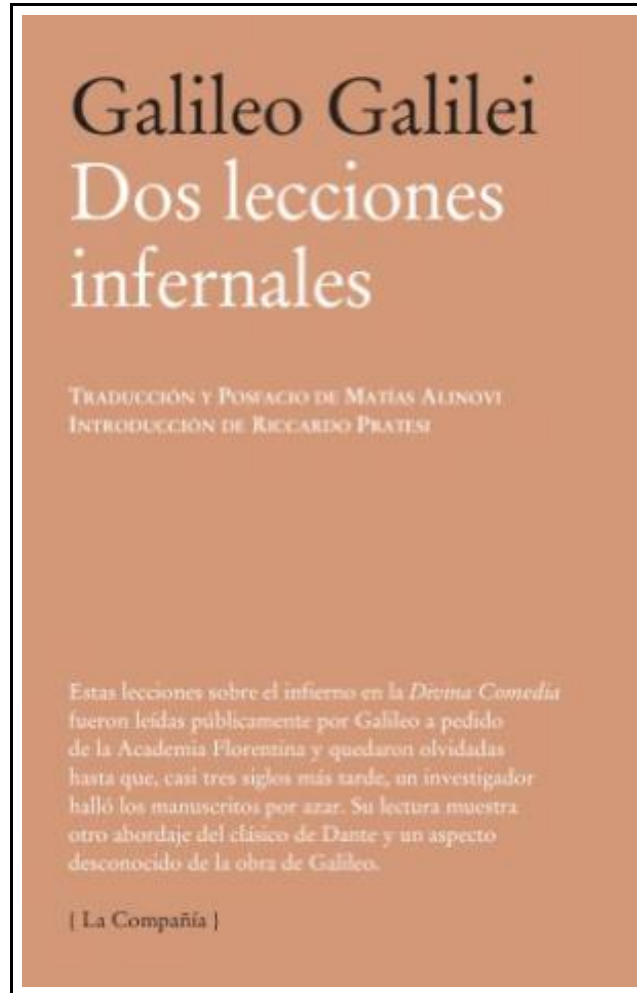 Galileo Galilei
Dos lecciones
infernales
Traducción y Posfacio de Matías Alinovi
Introducción de Riccardo Pratesi
Estas lecciones sobre el infierno en la Divina Comedia
fueron leídas públicamente por Galileo a pedido
de la Academia Florentina y quedaron olvidadas
hasta que, casi tres siglos más tarde, un investigador
halló los manuscritos por azar. Su lectura muestra
otro abordaje del clásico de Dante y un aspecto
desconocido de la obra de Galileo.
{ La Compañía }